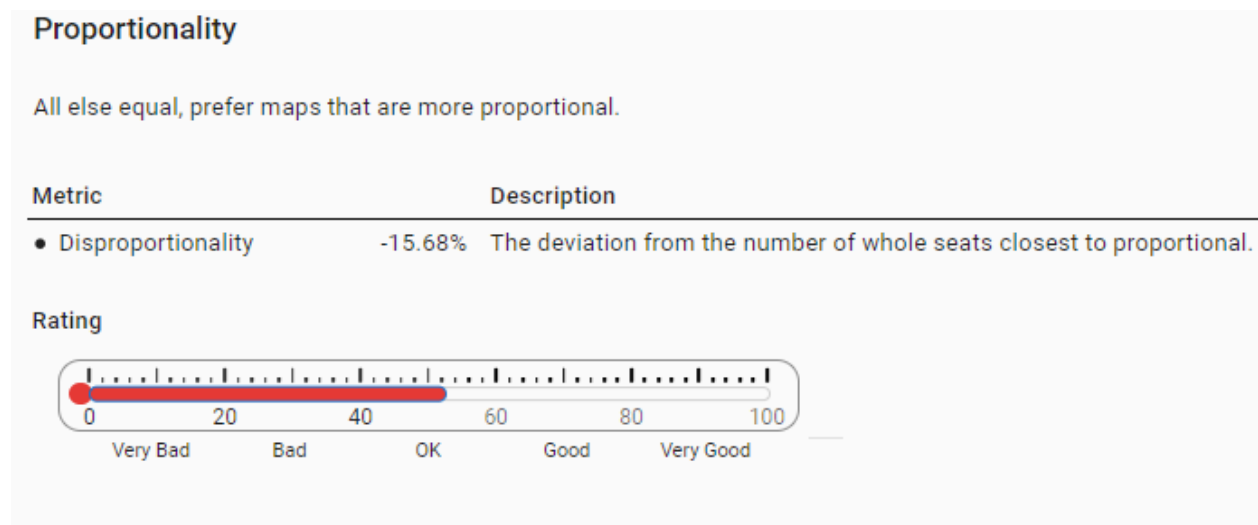 Proportionality
All else equal, prefer maps that are more proportional.
Metric Description
● Disproportionality -15.68% The deviation from the number of whole seats closest to proportional.
Rating
0 20 40 60 80 100
Very Bad Bad OK Good Very Good